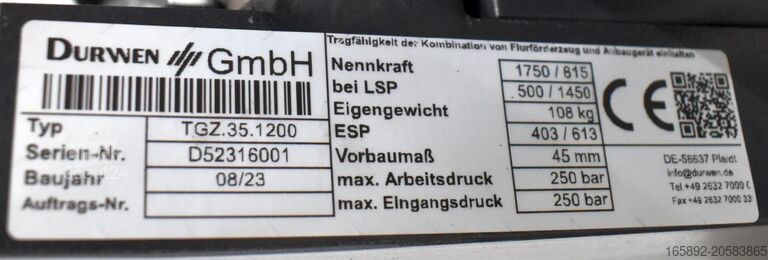 DURWEN GmbH
Typ TGZ.35.1200
Serien-Nr. D52316001
Baujahr 08/23
Auftrags-Nr.
Tragfähigkeit der Kombination von Flurförderzeug und Anbaugerät einhalten
Nennkraft 1750 / 815
bei LSP 500 / 1450
Eigengewicht 108 kg
ESP 403 / 613
Vorbaumaß 45 mm
max. Arbeitsdruck 250 bar
max. Eingangsdruck 250 bar
CE
DE-56637 Plaidt
info@durwen.de
Tel +49 2632 7000 0
Fax +49 2632 7000 33
165892-20583865